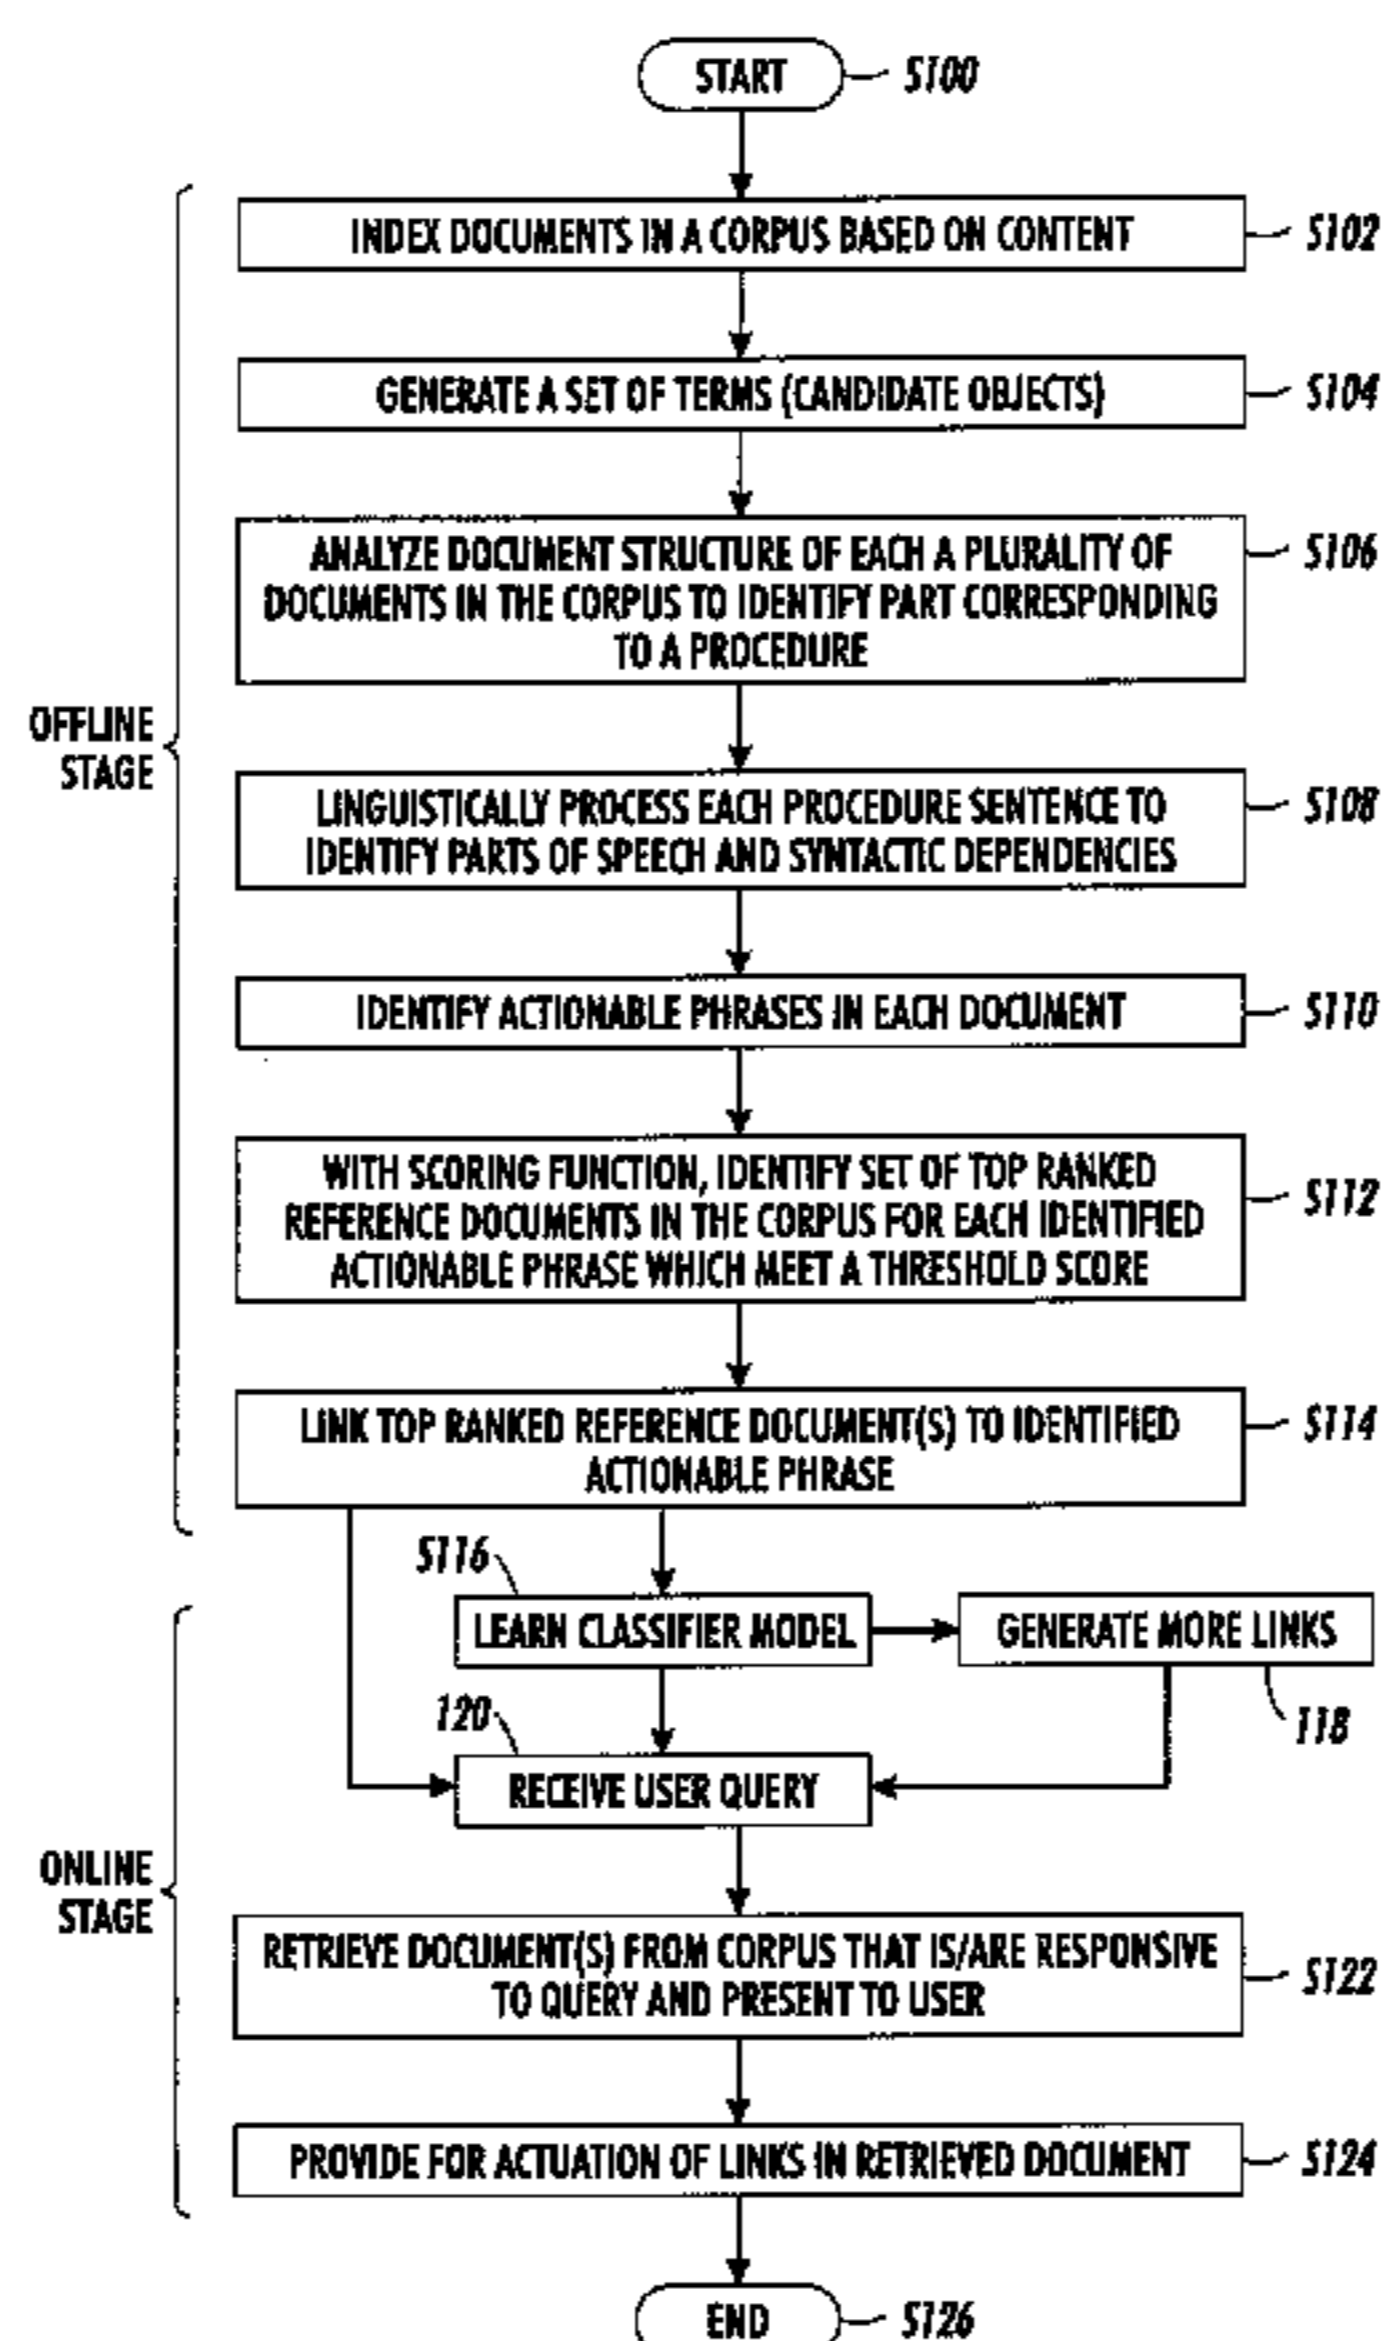 START
S100
INDEX DOCUMENTS IN A CORPUS BASED ON CONTENT
S102
GENERATE A SET OF TERMS (CANDIDATE OBJECTS)
S104
ANALYZE DOCUMENT STRUCTURE OF EACH A PLURALITY OF
DOCUMENTS IN THE CORPUS TO IDENTIFY PART CORRESPONDING
TO A PROCEDURE
S106
OFFLINE
STAGE
LINGUISTICALLY PROCESS EACH PROCEDURE SENTENCE TO
IDENTIFY PARTS OF SPEECH AND SYNTACTIC DEPENDENCIES
S108
IDENTIFY ACTIONABLE PHRASES IN EACH DOCUMENT
S110
WITH SCORING FUNCTION, IDENTIFY SET OF TOP RANKED
REFERENCE DOCUMENTS IN THE CORPUS FOR EACH IDENTIFIED
ACTIONABLE PHRASE WHICH MEET A THRESHOLD SCORE
S112
LINK TOP RANKED REFERENCE DOCUMENT(S) TO IDENTIFIED
ACTIONABLE PHRASE
S114
S116
LEARN CLASSIFIER MODEL
GENERATE MORE LINKS
118
120
RECEIVE USER QUERY
ONLINE
STAGE
RETRIEVE DOCUMENT(S) FROM CORPUS THAT IS/ARE RESPONSIVE
TO QUERY AND PRESENT TO USER
S122
PROVIDE FOR ACTUATION OF LINKS IN RETRIEVED DOCUMENT
S124
END
S126